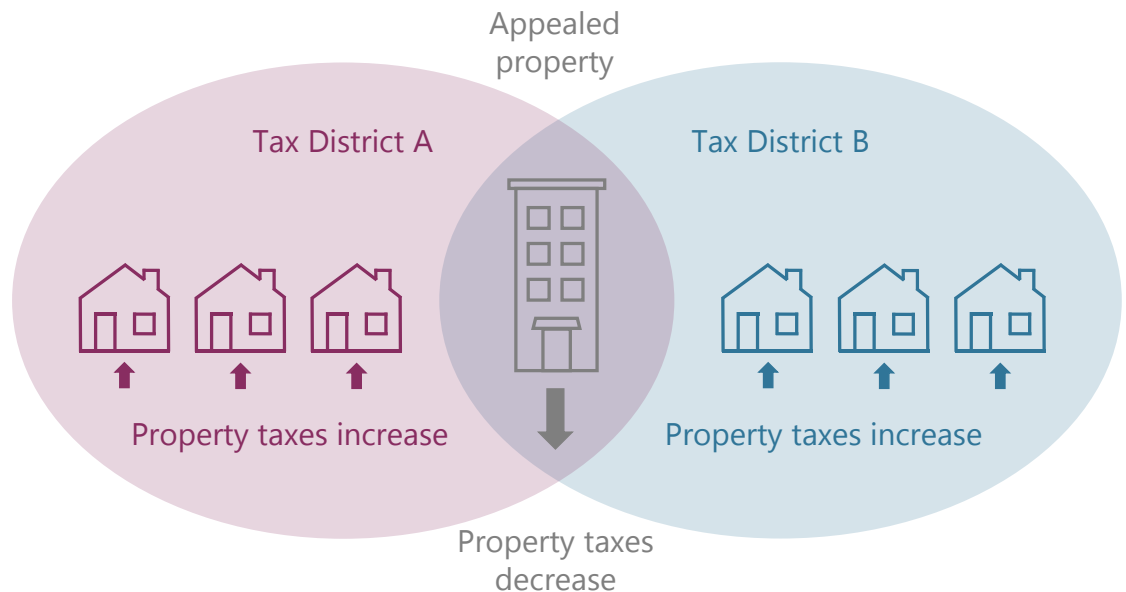 Appealed
property
Tax District A
Tax District B
Property taxes increase
Property taxes increase
Property taxes
decrease